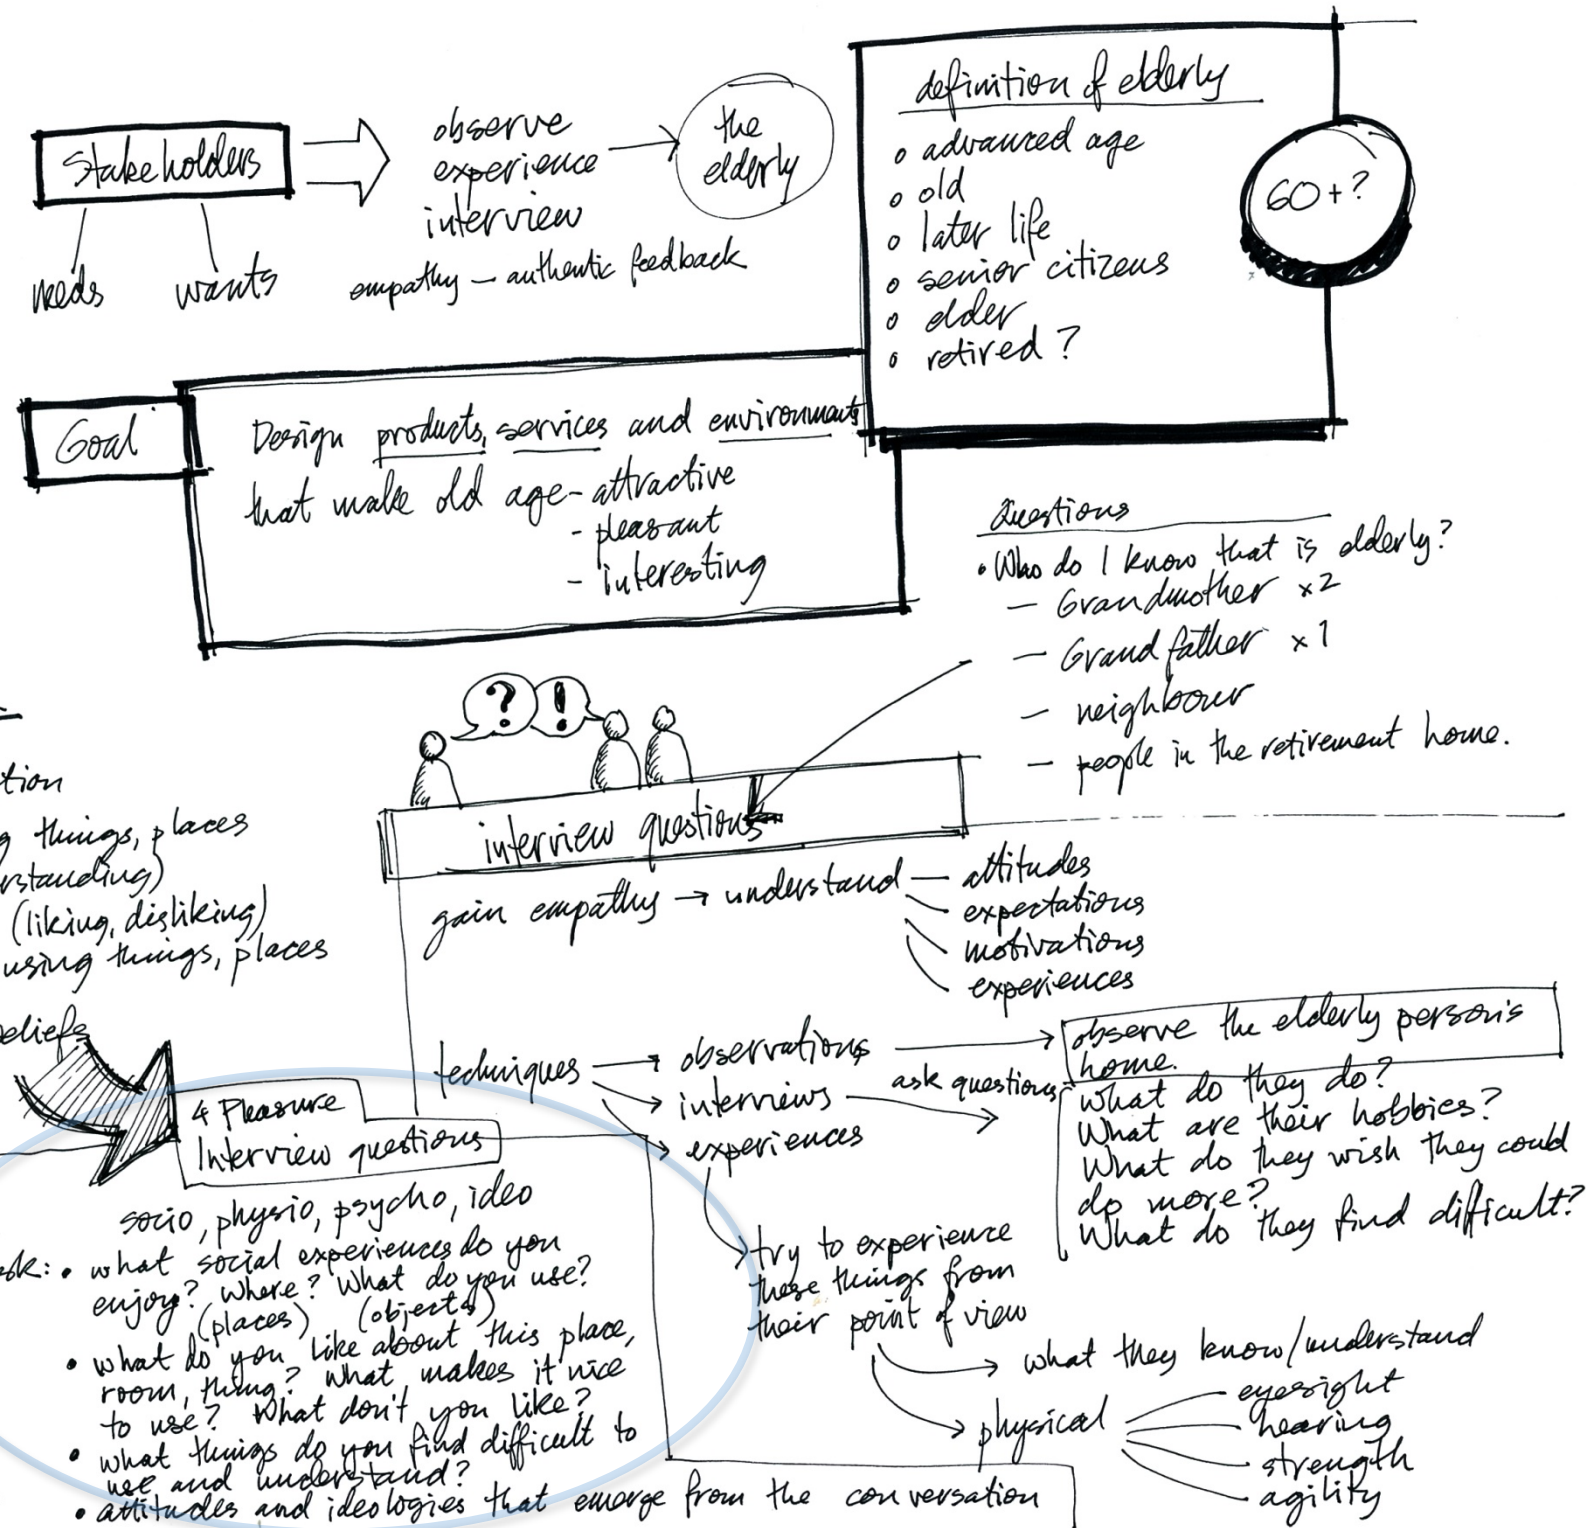 Stakeholders
needs
wants
observe
experience
interview
empathy – authentic feedback
the
elderly
definition of elderly
o advanced age
o old
o later life
o senior citizens
o elder
o retired ?
60+?
Goal
Design products, services and environments
that make old age - attractive
- pleasant
- interesting
Questions
• Who do I know that is elderly?
– Grandmother x2
– Grandfather x1
– neighbour
– people in the retirement home.
? !
interview questions
gain empathy → understand – attitudes
expectations
motivations
experiences
things, places
(liking, disliking)
using things, places
techniques → observations → observe the elderly person's
home.
→ interviews
ask questions
→ experiences
What do they do?
What are their hobbies?
What do they wish they could
do more?
What do they find difficult?
try to experience
these things from
their point of view
→ what they know/understand
→ physical
eyesight
hearing
strength
agility
4 Pleasure
Interview questions
socio, physio, psycho, ideo
• what social experiences do you
enjoy? Where? What do you use?
(places) (objects)
• what do you like about this place,
room, thing? What makes it nice
to use? What don't you like?
• what things do you find difficult to
use and understand?
• attitudes and ideologies that emerge from the conversation